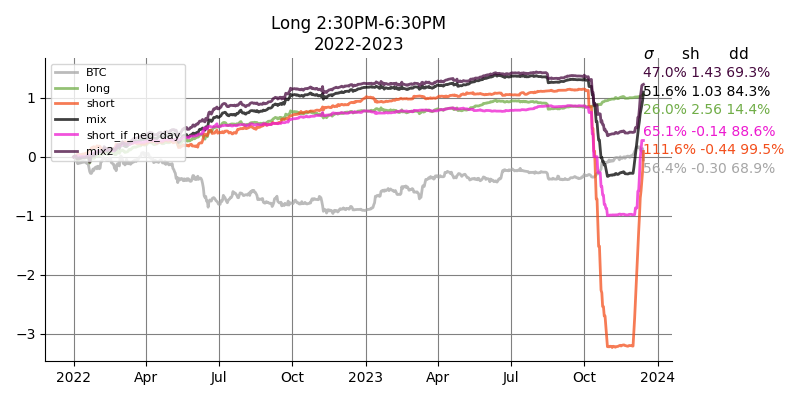 Long 2:30PM-6:30PM
2022-2023
σ sh dd
47.0% 1.43 69.3%
51.6% 1.03 84.3%
26.0% 2.56 14.4%
65.1% -0.14 88.6%
111.6% -0.44 99.5%
56.4% -0.30 68.9%
BTC
long
short
mix
short_if_neg_day
mix2
1
0
−1
−2
−3
2022 Apr Jul Oct 2023 Apr Jul Oct 2024